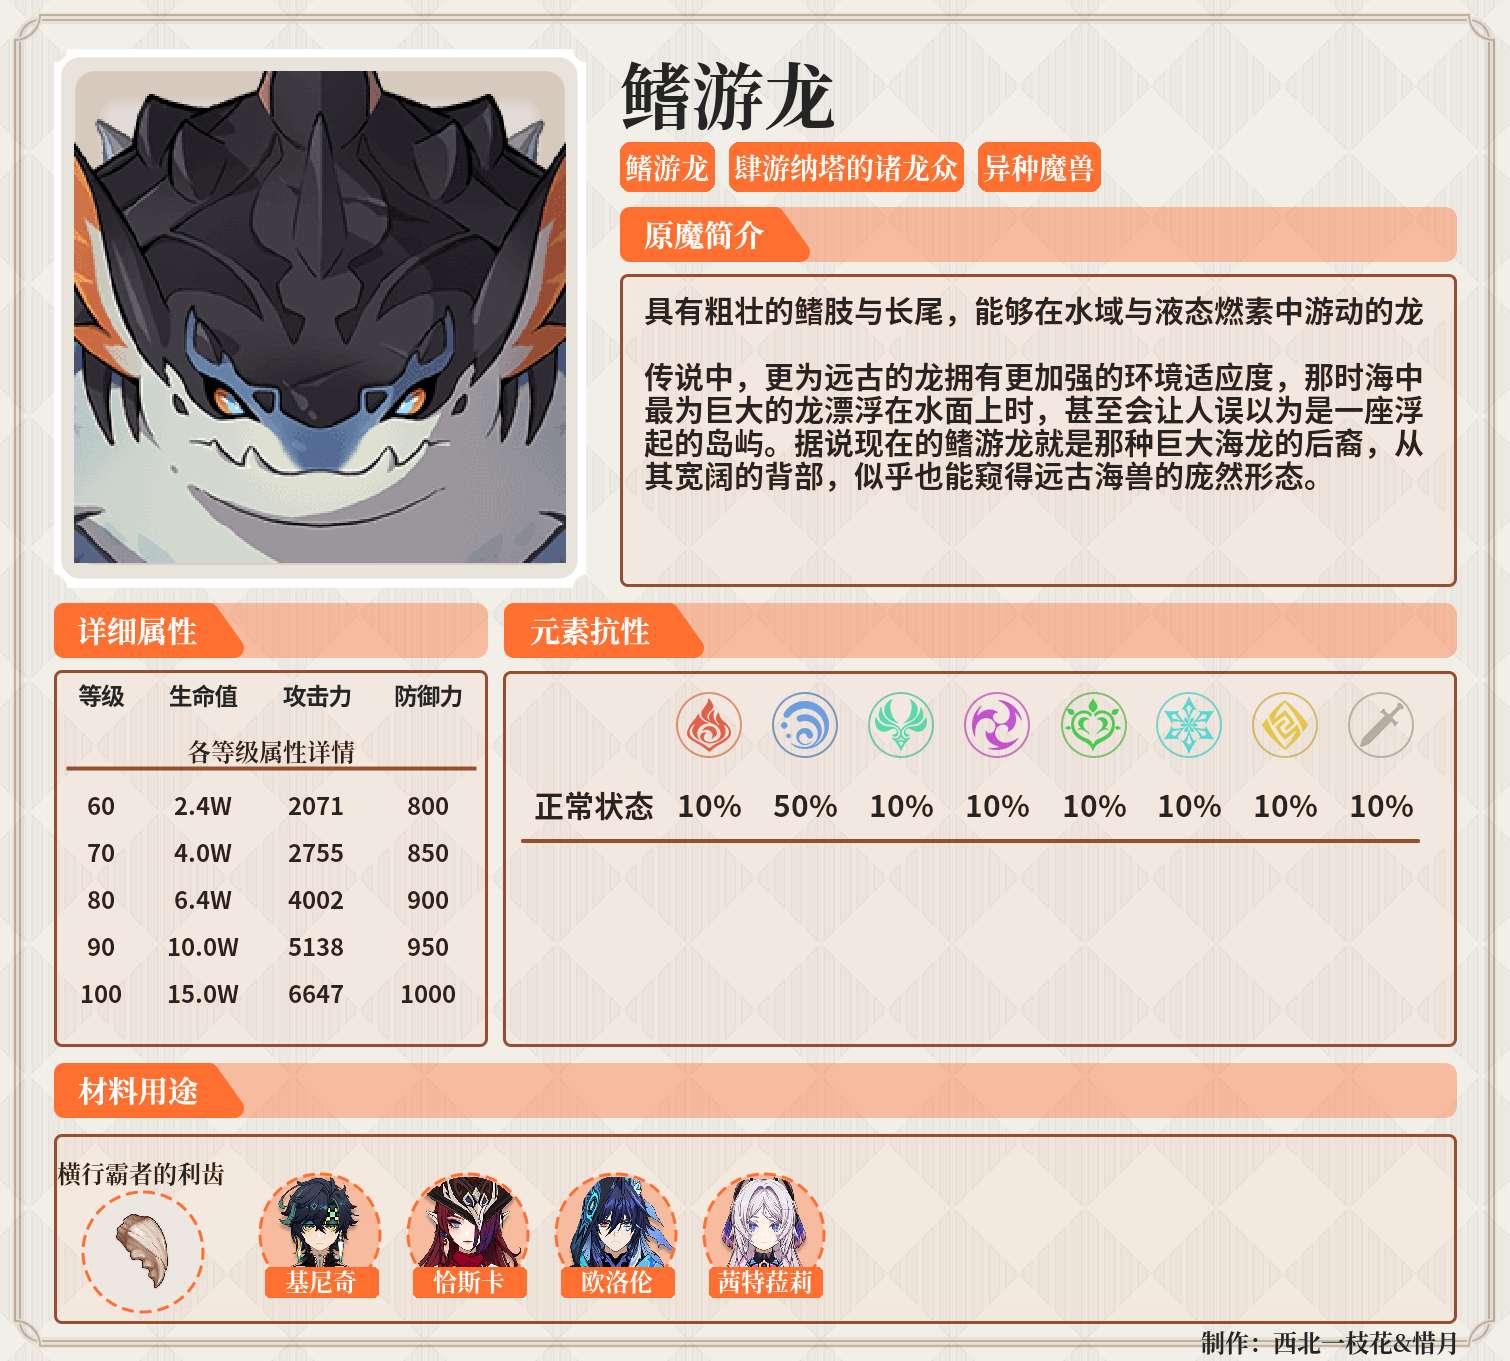 鳍游龙
鳍游龙 肆游纳塔的诸龙众 异种魔兽
原魔简介
具有粗壮的鳍肢与长尾，能够在水域与液态燃素中游动的龙
传说中，更为远古的龙拥有更加强的环境适应度，那时海中
最为巨大的龙漂浮在水面上时，甚至会让人误以为是一座浮
起的岛屿。据说现在的鳍游龙就是那种巨大海龙的后裔，从
其宽阔的背部，似乎也能窥得远古海兽的庞然形态。
详细属性
等级 生命值 攻击力 防御力
各等级属性详情
60 2.4W 2071 800
70 4.0W 2755 850
80 6.4W 4002 900
90 10.0W 5138 950
100 15.0W 6647 1000
元素抗性
正常状态 10% 50% 10% 10% 10% 10% 10% 10%
材料用途
横行霸者的利齿
基尼奇 恰斯卡 欧洛伦 茜特菈莉
制作：西北一枝花&惜月